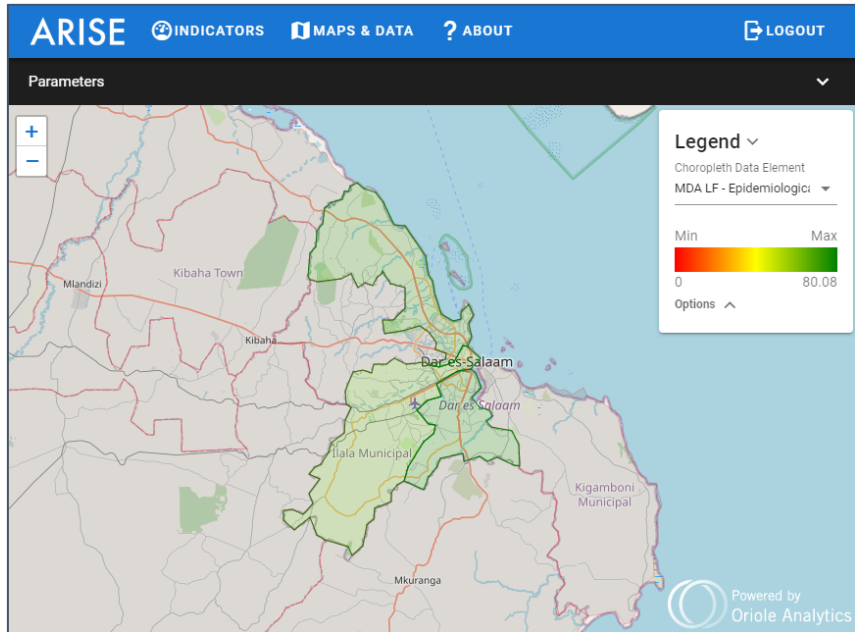 ARISE INDICATORS MAPS & DATA ? ABOUT LOGOUT
Parameters
+
−
Legend
Choropleth Data Element
MDA LF - Epidemiologica
Min Max
0 80.08
Options
Kibaha Town
Mlandizi
Kibaha
Dar es-Salaam
Dar es Salaam
Ilala Municipal
Kigamboni
Municipal
Mkuranga
Powered by
Oriole Analytics